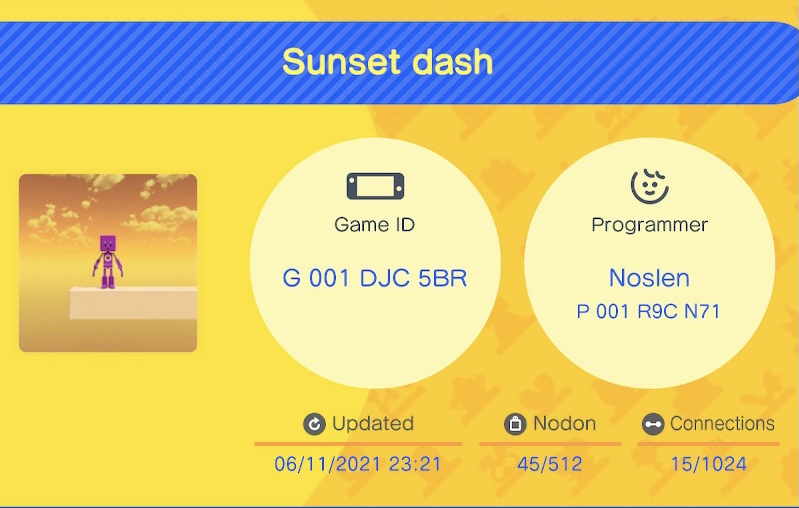 Sunset dash
Game ID
G 001 DJC 5BR
Programmer
Noslen
P 001 R9C N71
Updated
06/11/2021 23:21
Nodon
45/512
Connections
15/1024